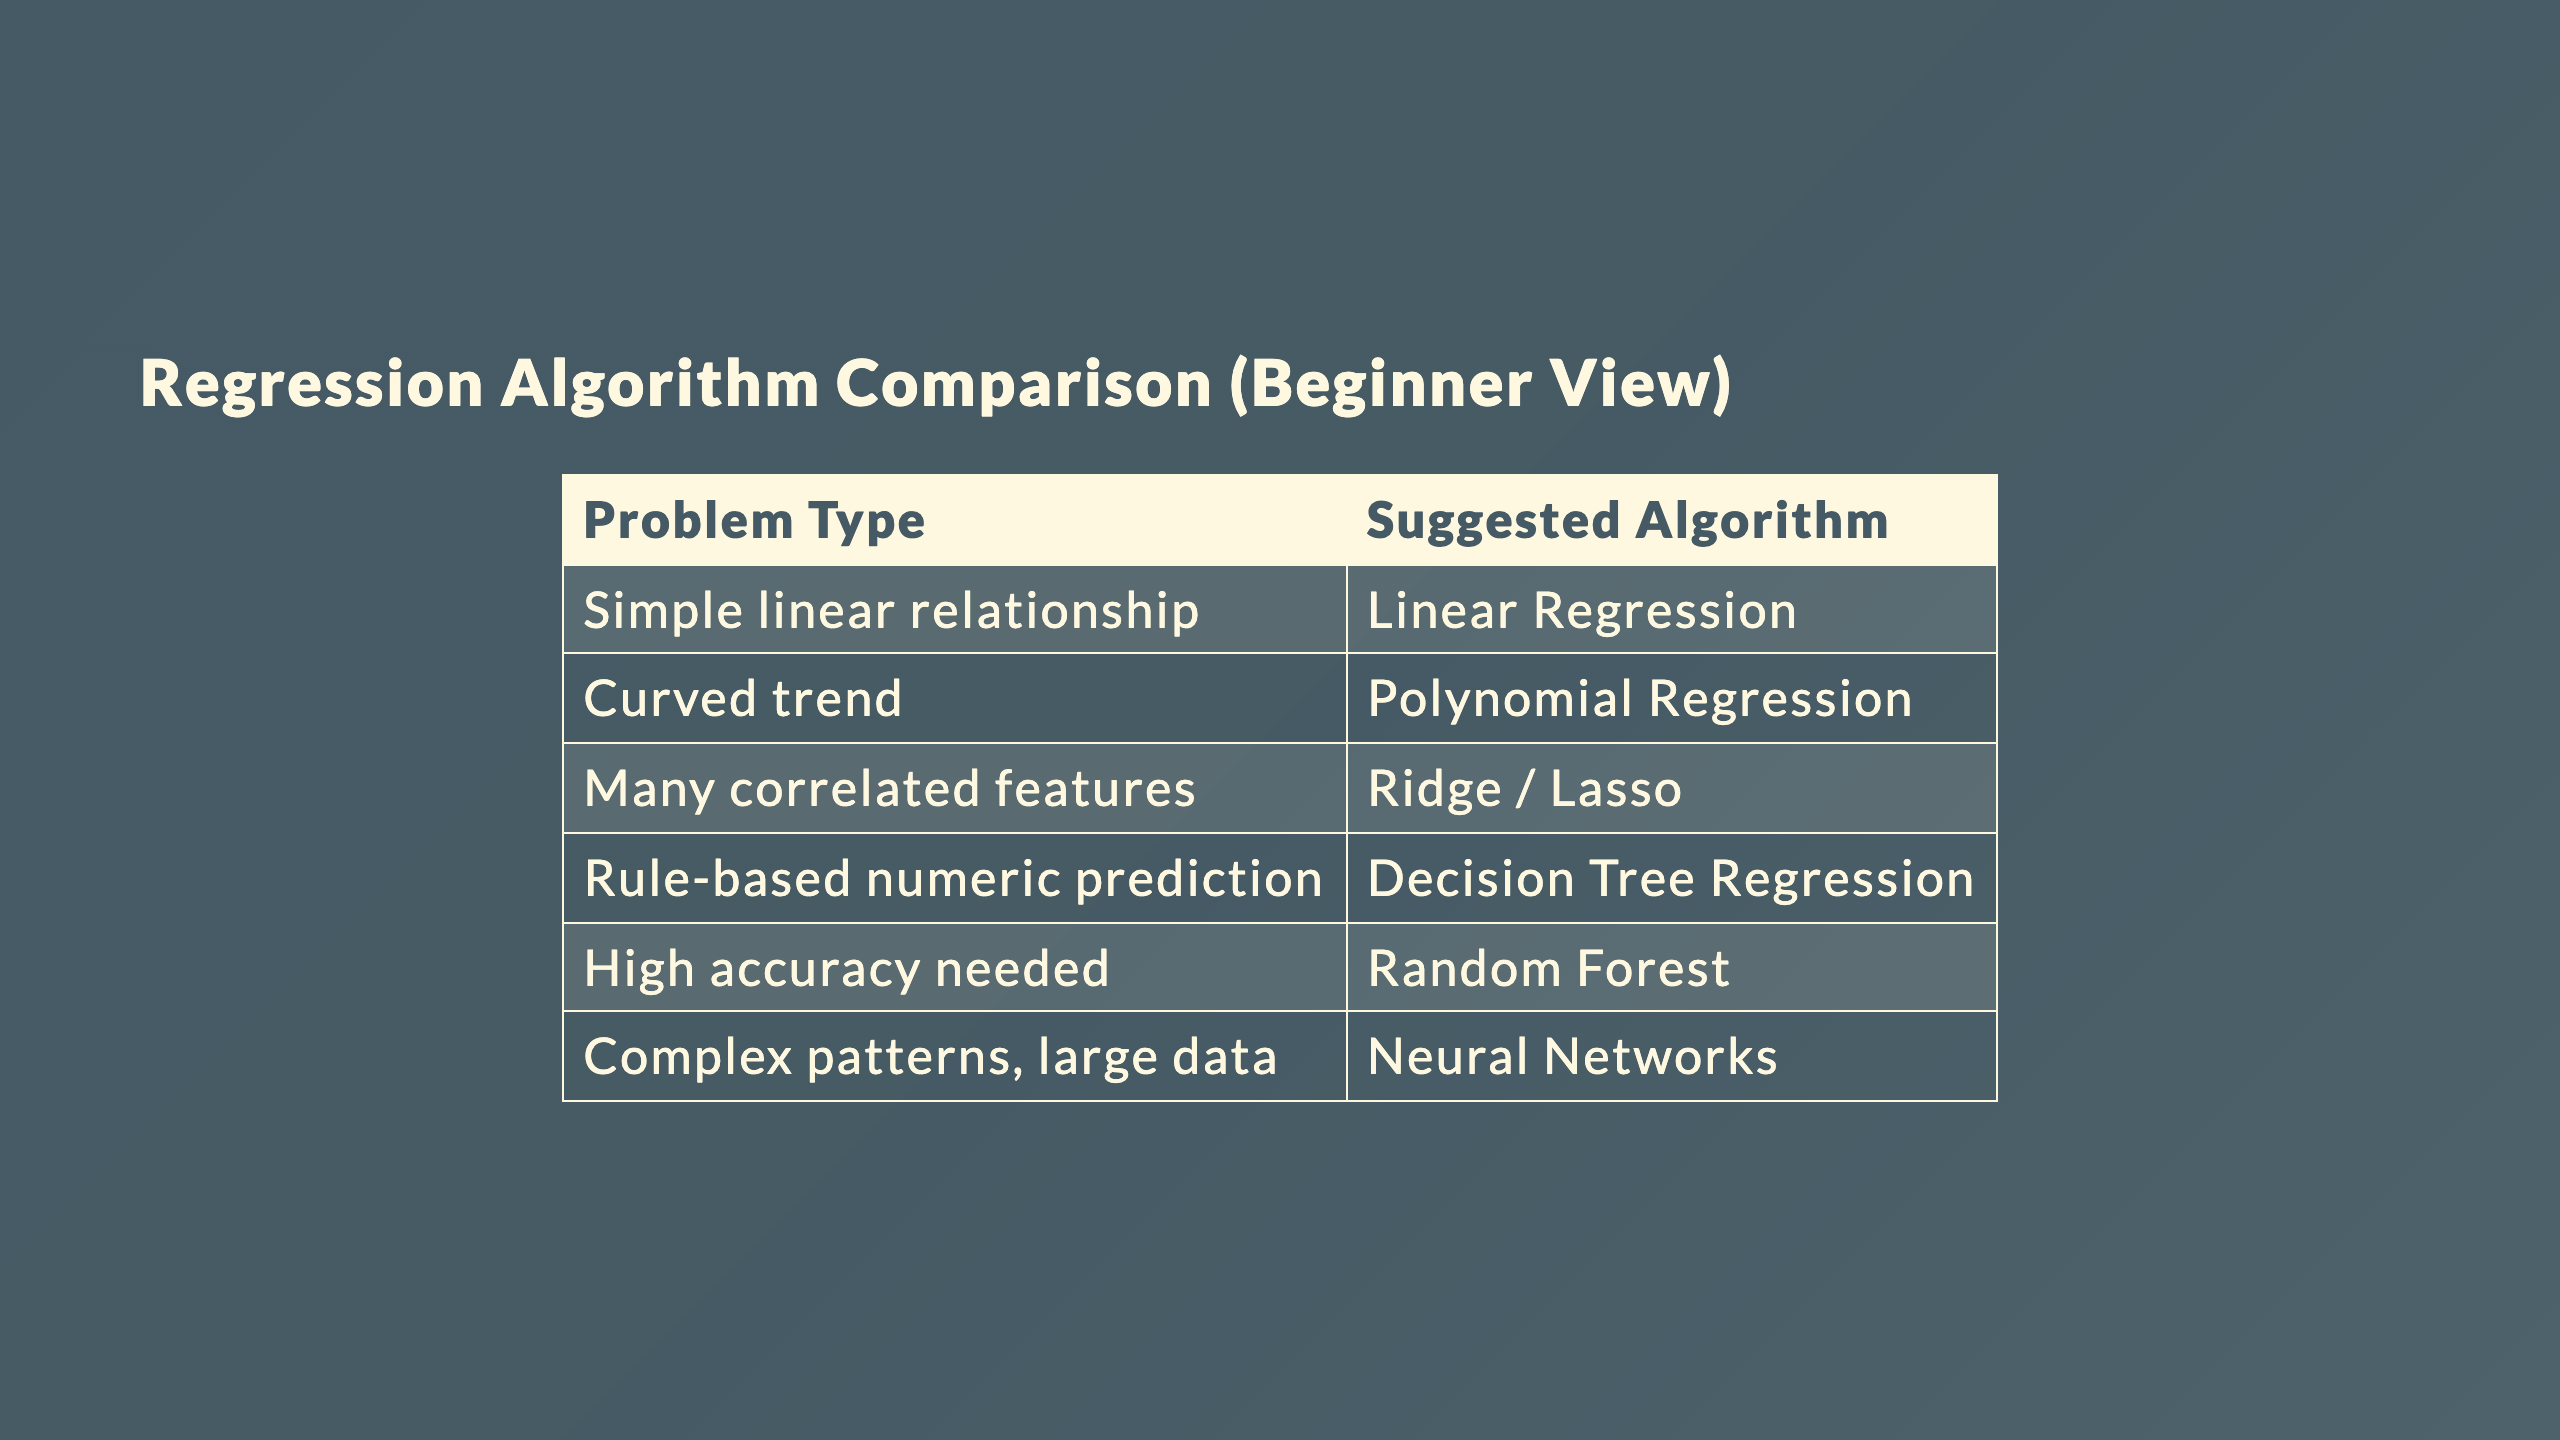 Regression Algorithm Comparison (Beginner View)
Problem Type Suggested Algorithm
Simple linear relationship Linear Regression
Curved trend Polynomial Regression
Many correlated features Ridge / Lasso
Rule-based numeric prediction Decision Tree Regression
High accuracy needed Random Forest
Complex patterns, large data Neural Networks